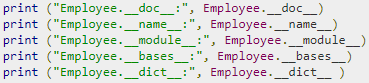 print ("Employee.__doc__:", Employee.__doc__)
print ("Employee.__name__:", Employee.__name__)
print ("Employee.__module__:", Employee.__module__)
print ("Employee.__bases__:", Employee.__bases__)
print ("Employee.__dict__:", Employee.__dict__ )